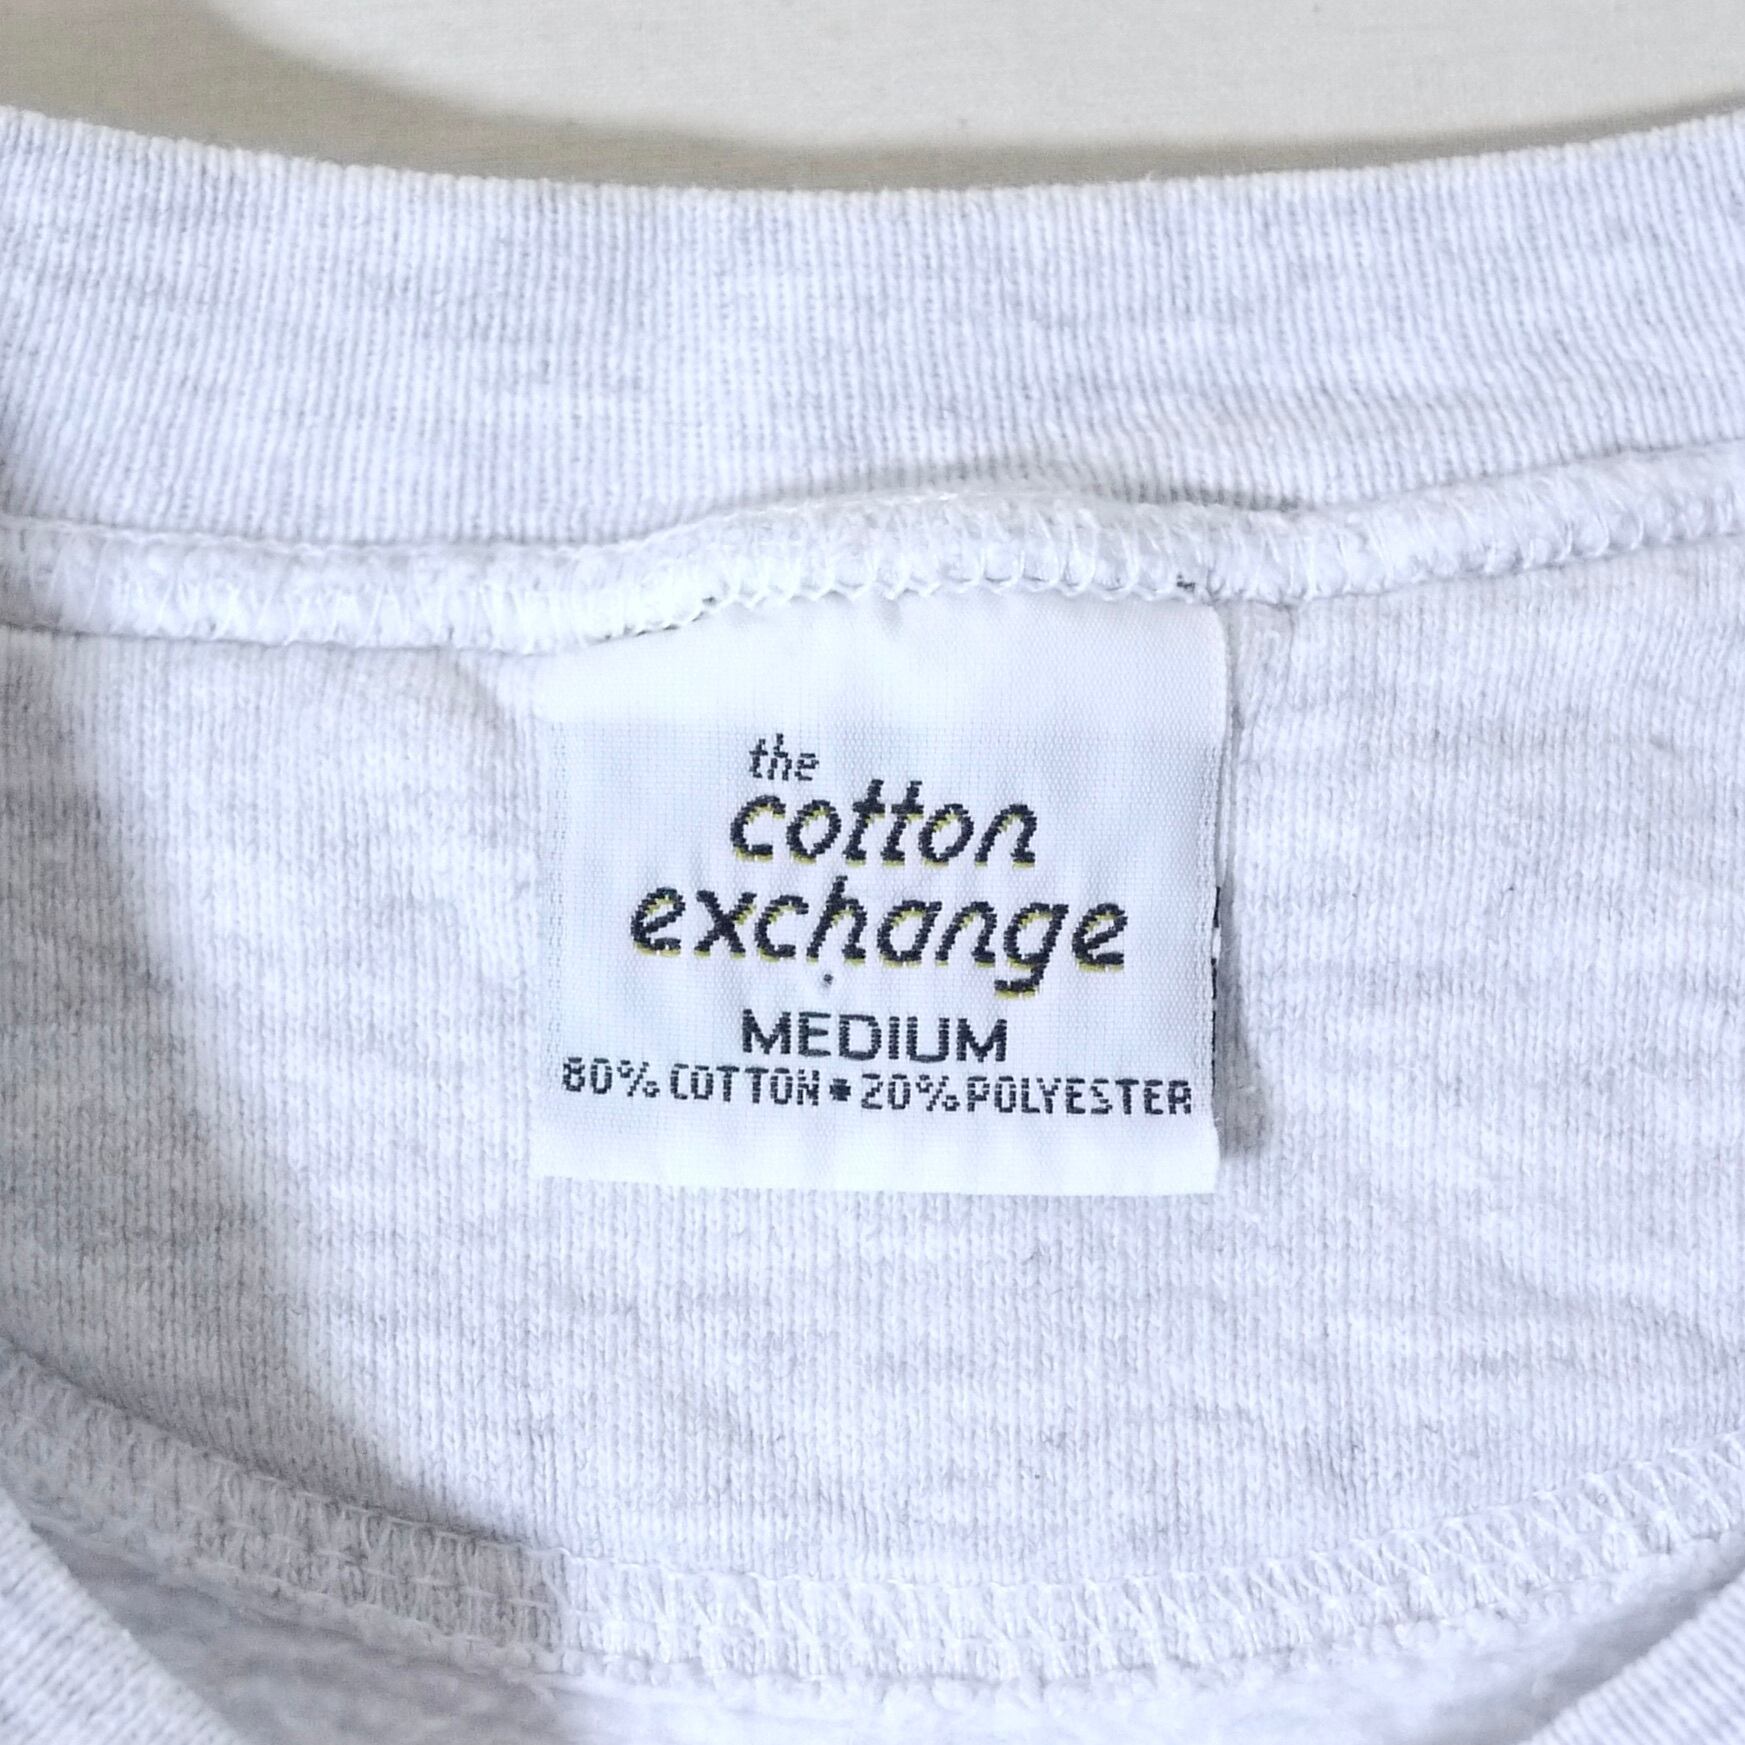 the
cotton
exchange
MEDIUM
80% COTTON * 20% POLYESTER